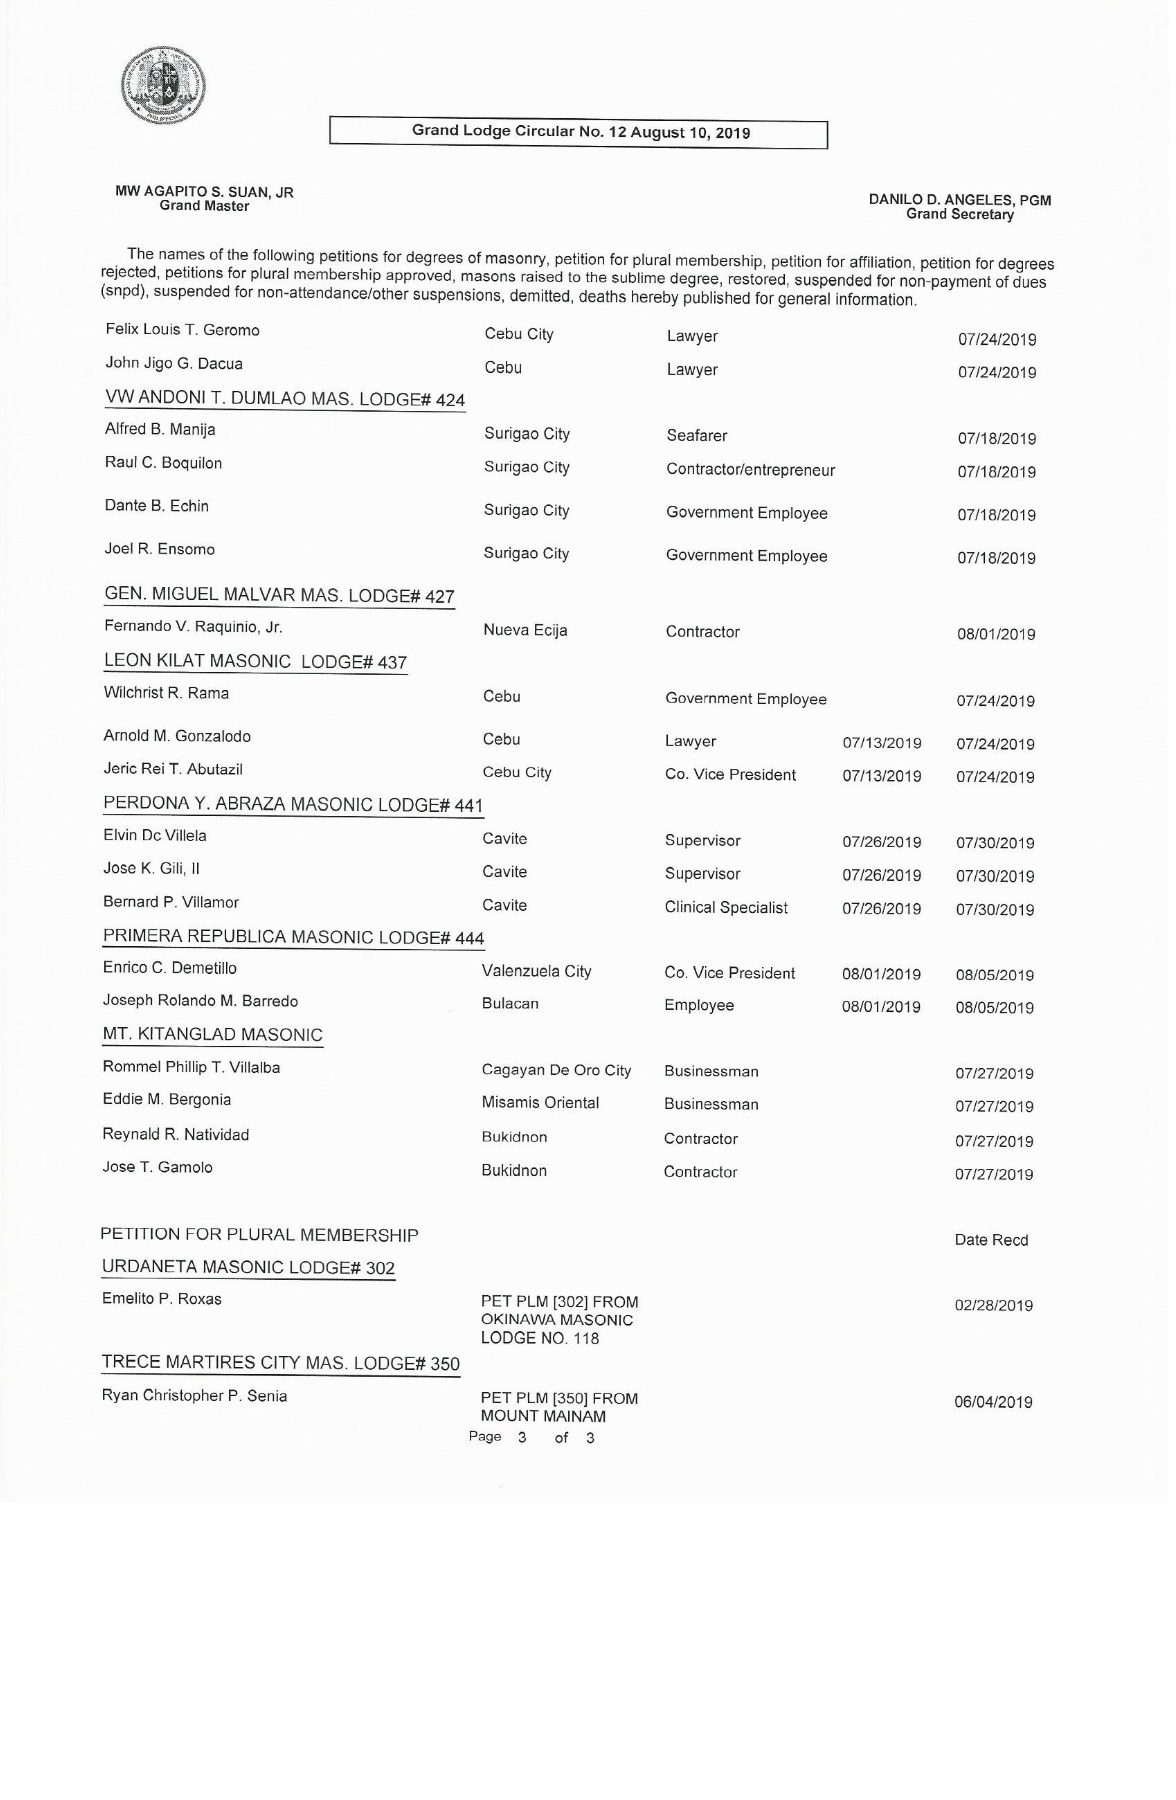 Grand Lodge Circular No. 12 August 10, 2019
MW AGAPITO S. SUAN, JR
Grand Master
DANILO D. ANGELES, PGM
Grand Secretary
The names of the following petitions for degrees of masonry, petition for plural membership, petition for affiliation, petition for degrees
rejected, petitions for plural membership approved, masons raised to the sublime degree, restored, suspended for non-payment of dues
(snpd), suspended for non-attendance/other suspensions, demitted, deaths hereby published for general information.
Felix Louis T. Geromo Cebu City Lawyer 07/24/2019
John Jigo G. Dacua Cebu Lawyer 07/24/2019
VW ANDONI T. DUMLAO MAS. LODGE# 424
Alfred B. Manija Surigao City Seafarer 07/18/2019
Raul C. Boquilon Surigao City Contractor/entrepreneur 07/18/2019
Dante B. Echin Surigao City Government Employee 07/18/2019
Joel R. Ensomo Surigao City Government Employee 07/18/2019
GEN. MIGUEL MALVAR MAS. LODGE# 427
Fernando V. Raquinio, Jr. Nueva Ecija Contractor 08/01/2019
LEON KILAT MASONIC LODGE# 437
Wilchrist R. Rama Cebu Government Employee 07/24/2019
Arnold M. Gonzalodo Cebu Lawyer 07/13/2019 07/24/2019
Jeric Rei T. Abutazil Cebu City Co. Vice President 07/13/2019 07/24/2019
PERDONA Y. ABRAZA MASONIC LODGE# 441
Elvin Dc Villela Cavite Supervisor 07/26/2019 07/30/2019
Jose K. Gili, II Cavite Supervisor 07/26/2019 07/30/2019
Bernard P. Villamor Cavite Clinical Specialist 07/26/2019 07/30/2019
PRIMERA REPUBLICA MASONIC LODGE# 444
Enrico C. Demetillo Valenzuela City Co. Vice President 08/01/2019 08/05/2019
Joseph Rolando M. Barredo Bulacan Employee 08/01/2019 08/05/2019
MT. KITANGLAD MASONIC
Rommel Phillip T. Villalba Cagayan De Oro City Businessman 07/27/2019
Eddie M. Bergonia Misamis Oriental Businessman 07/27/2019
Reynald R. Natividad Bukidnon Contractor 07/27/2019
Jose T. Gamolo Bukidnon Contractor 07/27/2019
PETITION FOR PLURAL MEMBERSHIP Date Recd
URDANETA MASONIC LODGE# 302
Emelito P. Roxas PET PLM [302] FROM 02/28/2019
OKINAWA MASONIC
LODGE NO. 118
TRECE MARTIRES CITY MAS. LODGE# 350
Ryan Christopher P. Senia PET PLM [350] FROM 06/04/2019
MOUNT MAINAM
Page 3 of 3